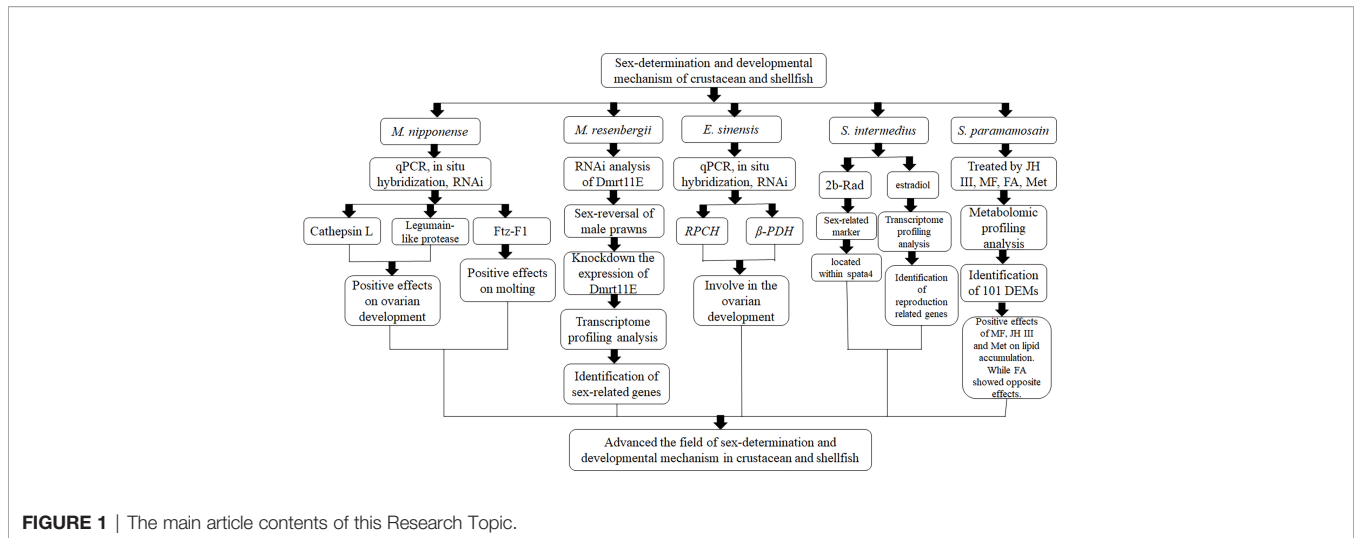 Sex-determination and developmental
mechanism of crustacean and shellfish
M. nipponense
M. resenbergii
E. sinensis
S. intermedius
S. paramamosain
qPCR, in situ
hybridization, RNAi
RNAi analysis
of Dmrt11E
qPCR, in situ
hybridization, RNAi
2b-Rad
estradiol
Treated by JH
III, MF, FA, Met
Cathepsin L
Legumain-
like protease
Ftz-F1
Sex-reversal of
male prawns
RPCH
β-PDH
Sex-related
marker
Transcriptome
profiling analysis
Metabolomic
profiling
analysis
Positive effects
on ovarian
development
Positive effects
on molting
Knockdown the
expression of
Dmrt11E
Involve in the
ovarian
development
located
within spata4
Identification
of
reproduction
related genes
Identification
of 101 DEMs
Transcriptome
profiling analysis
Identification of
sex-related genes
Positive effects
of MF, JH III
and Met on lipid
accumulation.
While FA
showed opposite
effects.
Advanced the field of sex-determination and
developmental mechanism in crustacean and shellfish
FIGURE 1 | The main article contents of this Research Topic.